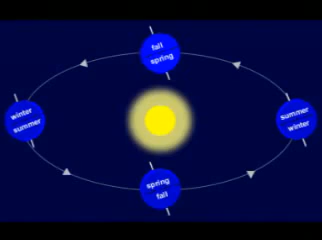 fall
spring
winter
summer
summer
winter
spring
fall